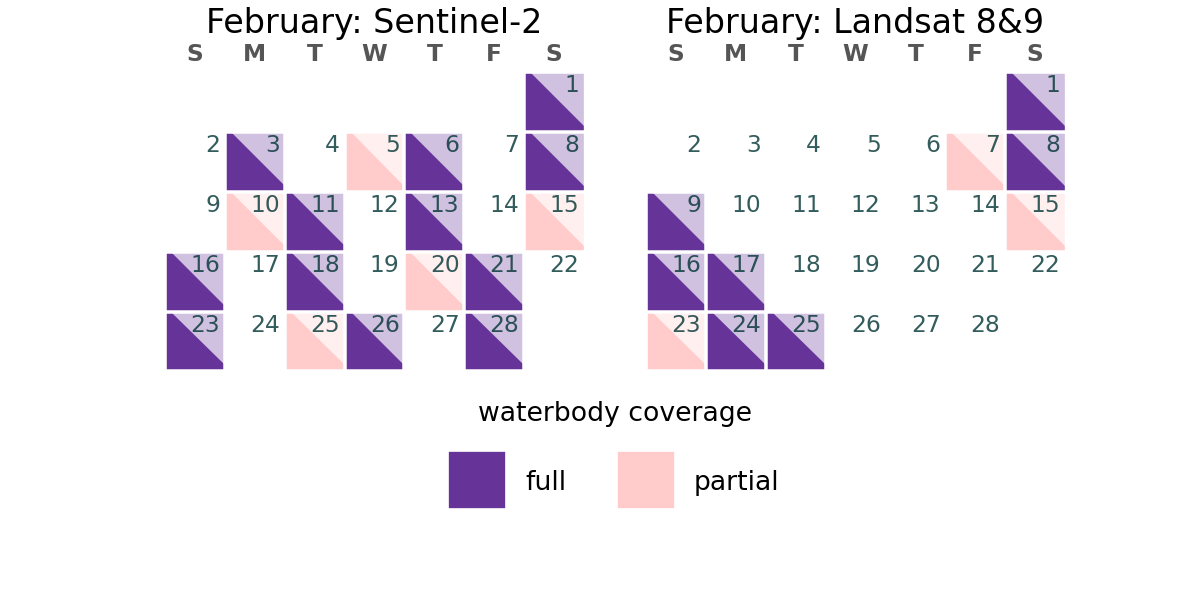 February: Sentinel-2
S M T W T F S
1
2 3 4 5 6 7 8
9 10 11 12 13 14 15
16 17 18 19 20 21 22
23 24 25 26 27 28
February: Landsat 8&9
S M T W T F S
1
2 3 4 5 6 7 8
9 10 11 12 13 14 15
16 17 18 19 20 21 22
23 24 25 26 27 28
waterbody coverage
full partial